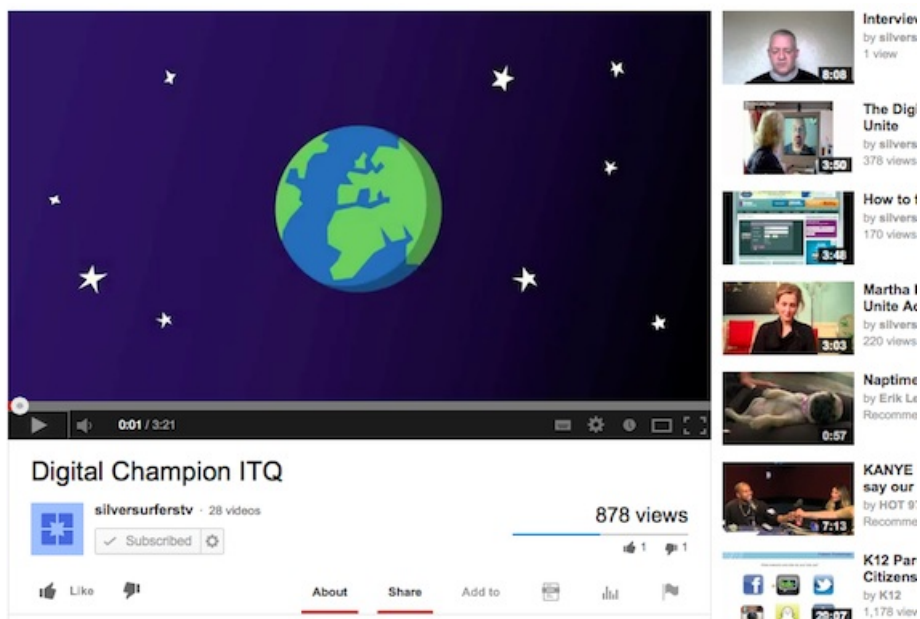 0:01 / 3:21
Digital Champion ITQ
silversurferstv · 28 videos
Subscribed
878 views
1 1
Like
About Share Add to
8:08
Interview
by silvers
1 view
3:50
The Digi
Unite
by silvers
378 views
3:48
How to f
by silvers
170 views
3:03
Martha
Unite Ac
by silvers
220 views
0:57
Naptime
by Erik Le
Recomme
7:13
KANYE
say our
by HOT 97
Recomme
29:07
K12 Par
Citizens
by K12
1,178 view